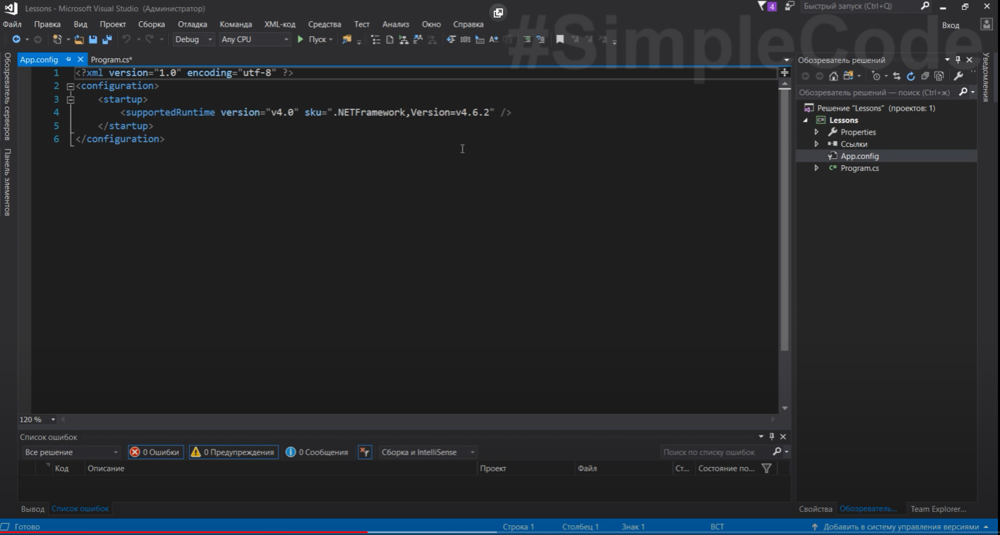 Lessons - Microsoft Visual Studio (Администратор)
4
Быстрый запуск (Ctrl+Q)
#SimpleCode
Файл Правка Вид Проект Сборка Отладка Команда XML-код Средства Тест Анализ Окно Справка
Вход
Debug Any CPU Пуск
Обозреватель серверов
Панель элементов
App.config Program.cs*
1 <?xml version="1.0" encoding="utf-8" ?>
2 <configuration>
3 <startup>
4 <supportedRuntime version="v4.0" sku=".NETFramework,Version=v4.6.2" />
5 </startup>
6 </configuration>
120 %
Обозреватель решений
Обозреватель решений — поиск (Ctrl+ж)
Решение "Lessons" (проектов: 1)
C# Lessons
Properties
Ссылки
App.config
C# Program.cs
Уведомления
Список ошибок
Все решение 0 Ошибки 0 Предупреждения 0 Сообщения Сборка и IntelliSense Поиск по списку ошибок
Код Описание Проект Файл Ст... Состояние по...
Вывод Список ошибок
Свойства Обозреватель... Team Explorer...
Готово Строка 1 Столбец 1 Знак 1 ВСТ Добавить в систему управления версиями